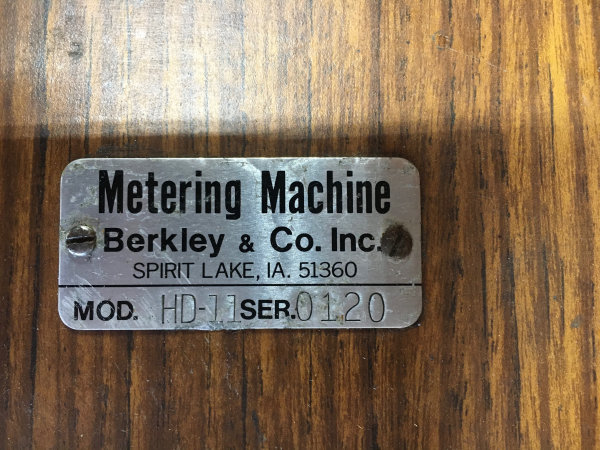 Metering Machine
Berkley & Co. Inc.
SPIRIT LAKE, IA. 51360
MOD. HD-11 SER. 0120